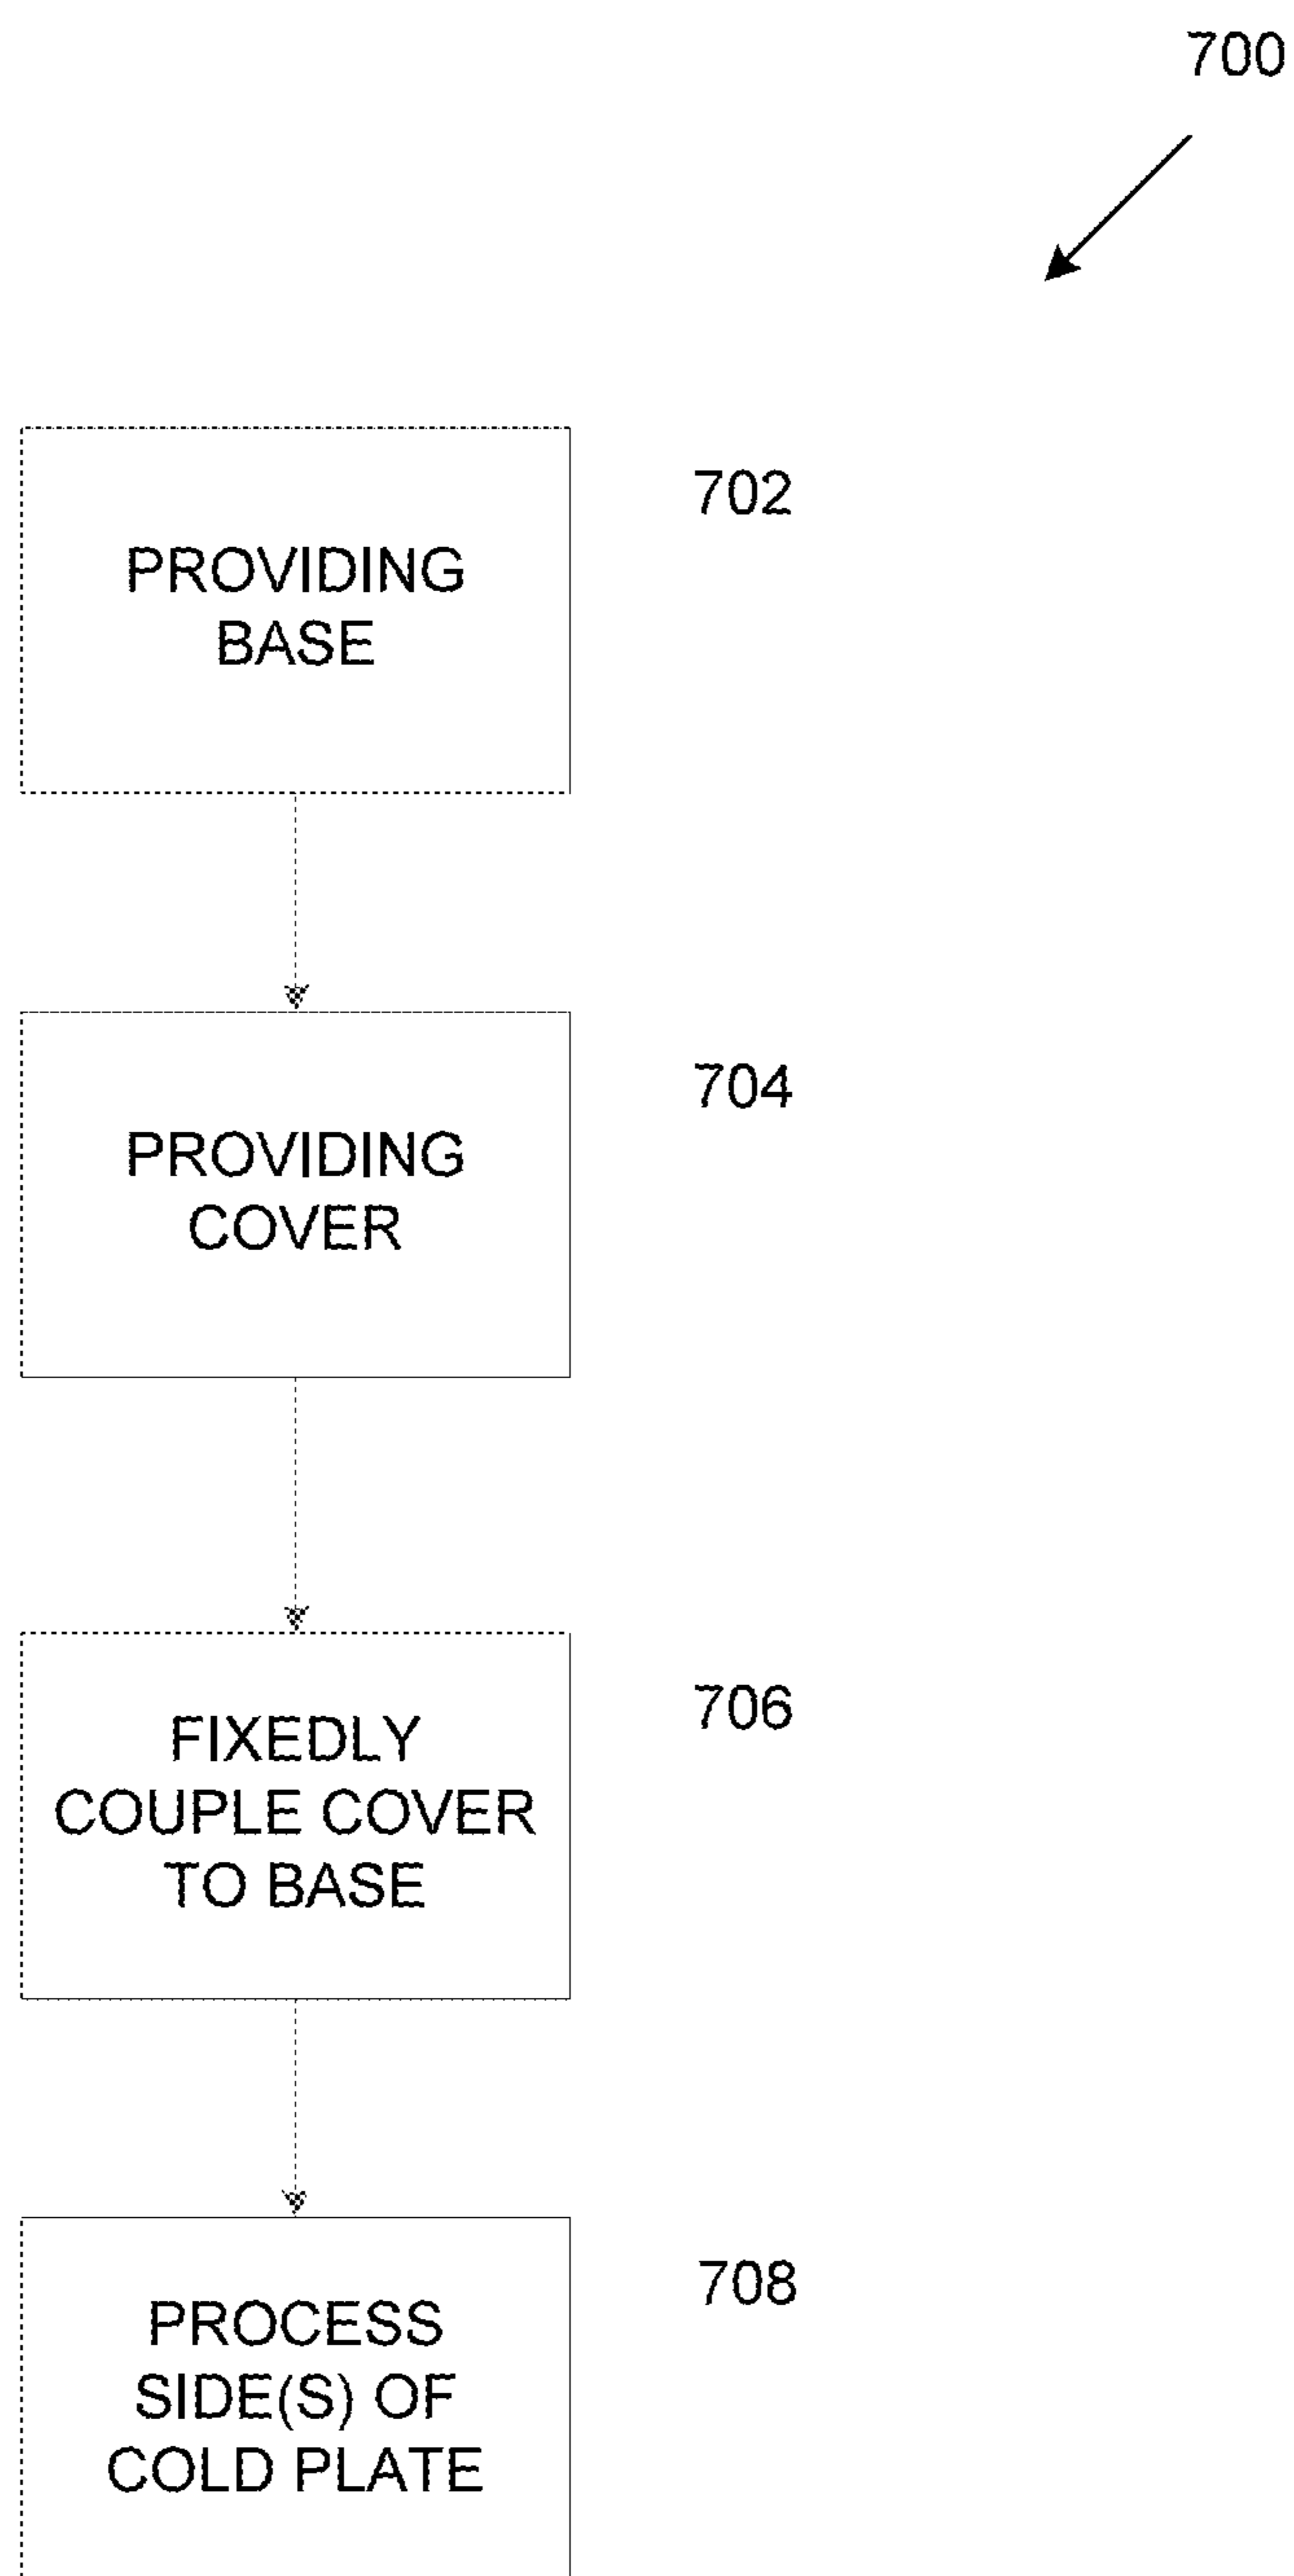 700
702
PROVIDING
BASE
704
PROVIDING
COVER
706
FIXEDLY
COUPLE COVER
TO BASE
708
PROCESS
SIDE(S) OF
COLD PLATE